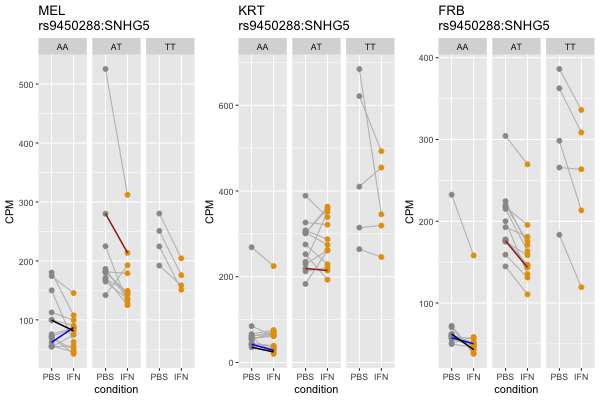 MEL
rs9450288:SNHG5
AA
AT
TT
500
400
300
200
100
CPM
PBS IFN
PBS IFN
PBS IFN
condition
KRT
rs9450288:SNHG5
AA
AT
TT
600
400
200
0
CPM
PBS IFN
PBS IFN
PBS IFN
condition
FRB
rs9450288:SNHG5
AA
AT
TT
400
300
200
100
CPM
PBS IFN
PBS IFN
PBS IFN
condition